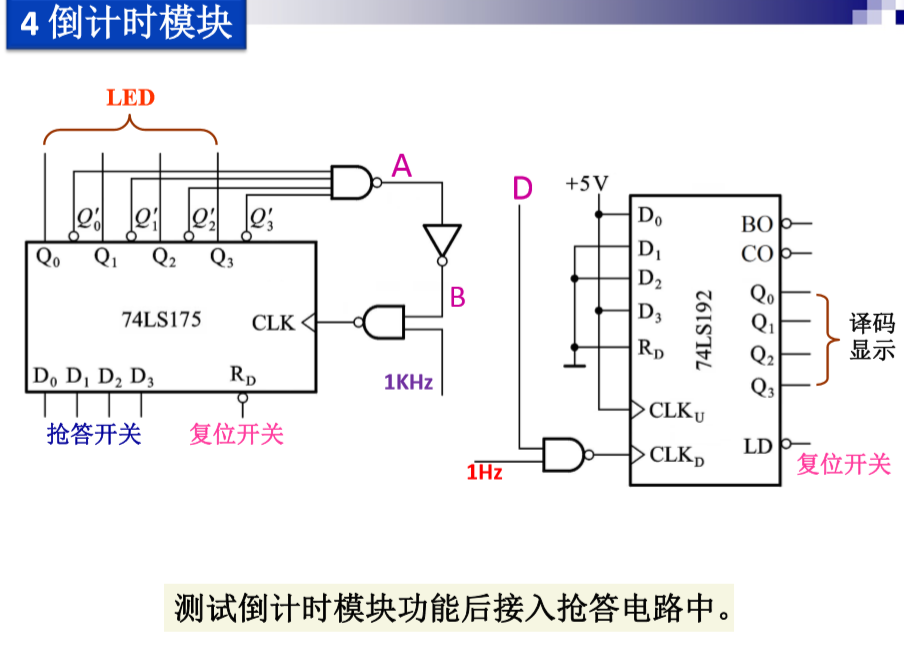 4 倒计时模块
LED
A
Q'0 Q'1 Q'2 Q'3
Q0 Q1 Q2 Q3
74LS175
CLK
B
1KHz
D0 D1 D2 D3
RD
抢答开关
复位开关
D
+5V
D0
D1
D2
D3
RD
CLKU
CLKD
74LS192
BO
CO
Q0
Q1
Q2
Q3
LD
译码
显示
复位开关
1Hz
测试倒计时模块功能后接入抢答电路中。